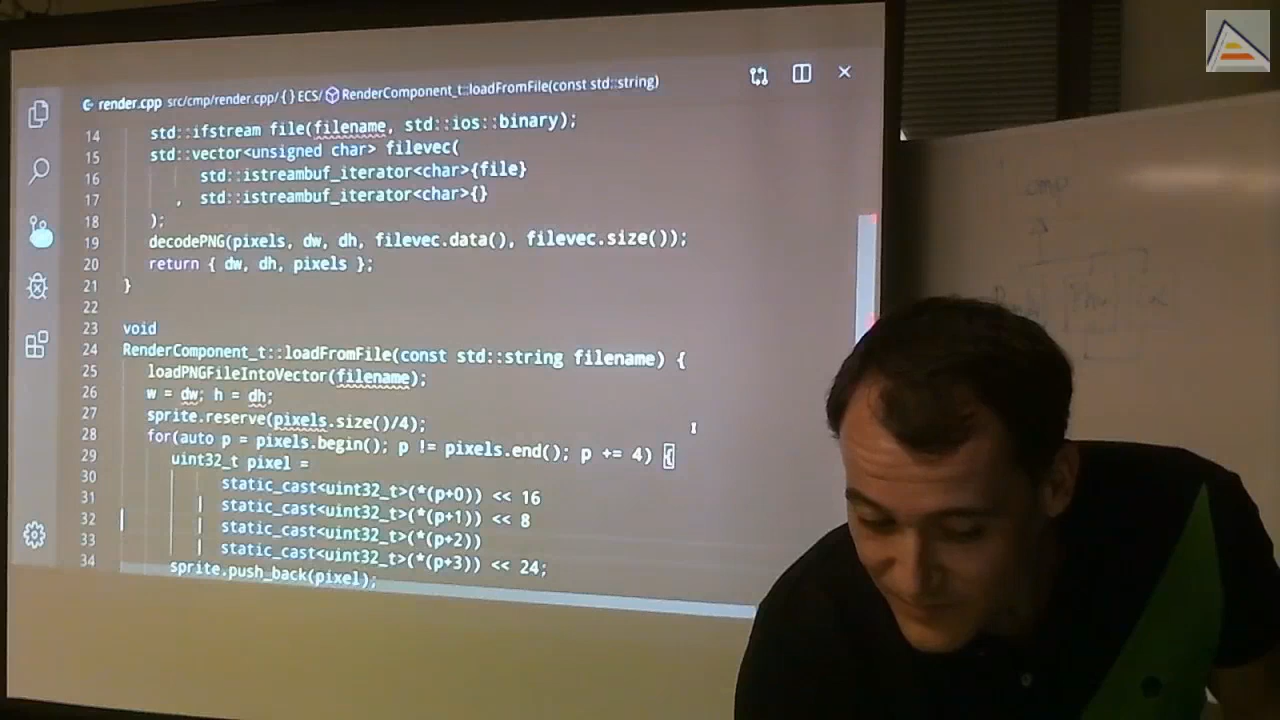 render.cpp src/cmp/render.cpp/ { } ECS/ RenderComponent_t::loadFromFile(const std::string)
14 std::ifstream file(filename, std::ios::binary);
15 std::vector<unsigned char> filevec(
16 std::istreambuf_iterator<char>{file}
17 , std::istreambuf_iterator<char>{}
18 );
19 decodePNG(pixels, dw, dh, filevec.data(), filevec.size());
20 return { dw, dh, pixels };
21 }
22
23 void
24 RenderComponent_t::loadFromFile(const std::string filename) {
25 loadPNGFileIntoVector(filename);
26 w = dw; h = dh;
27 sprite.reserve(pixels.size()/4);
28 for(auto p = pixels.begin(); p != pixels.end(); p += 4) {
29 uint32_t pixel =
30 static_cast<uint32_t>(*(p+0)) << 16
31 | static_cast<uint32_t>(*(p+1)) << 8
32 | static_cast<uint32_t>(*(p+2))
33 | static_cast<uint32_t>(*(p+3)) << 24;
34 sprite.push_back(pixel);
cmp